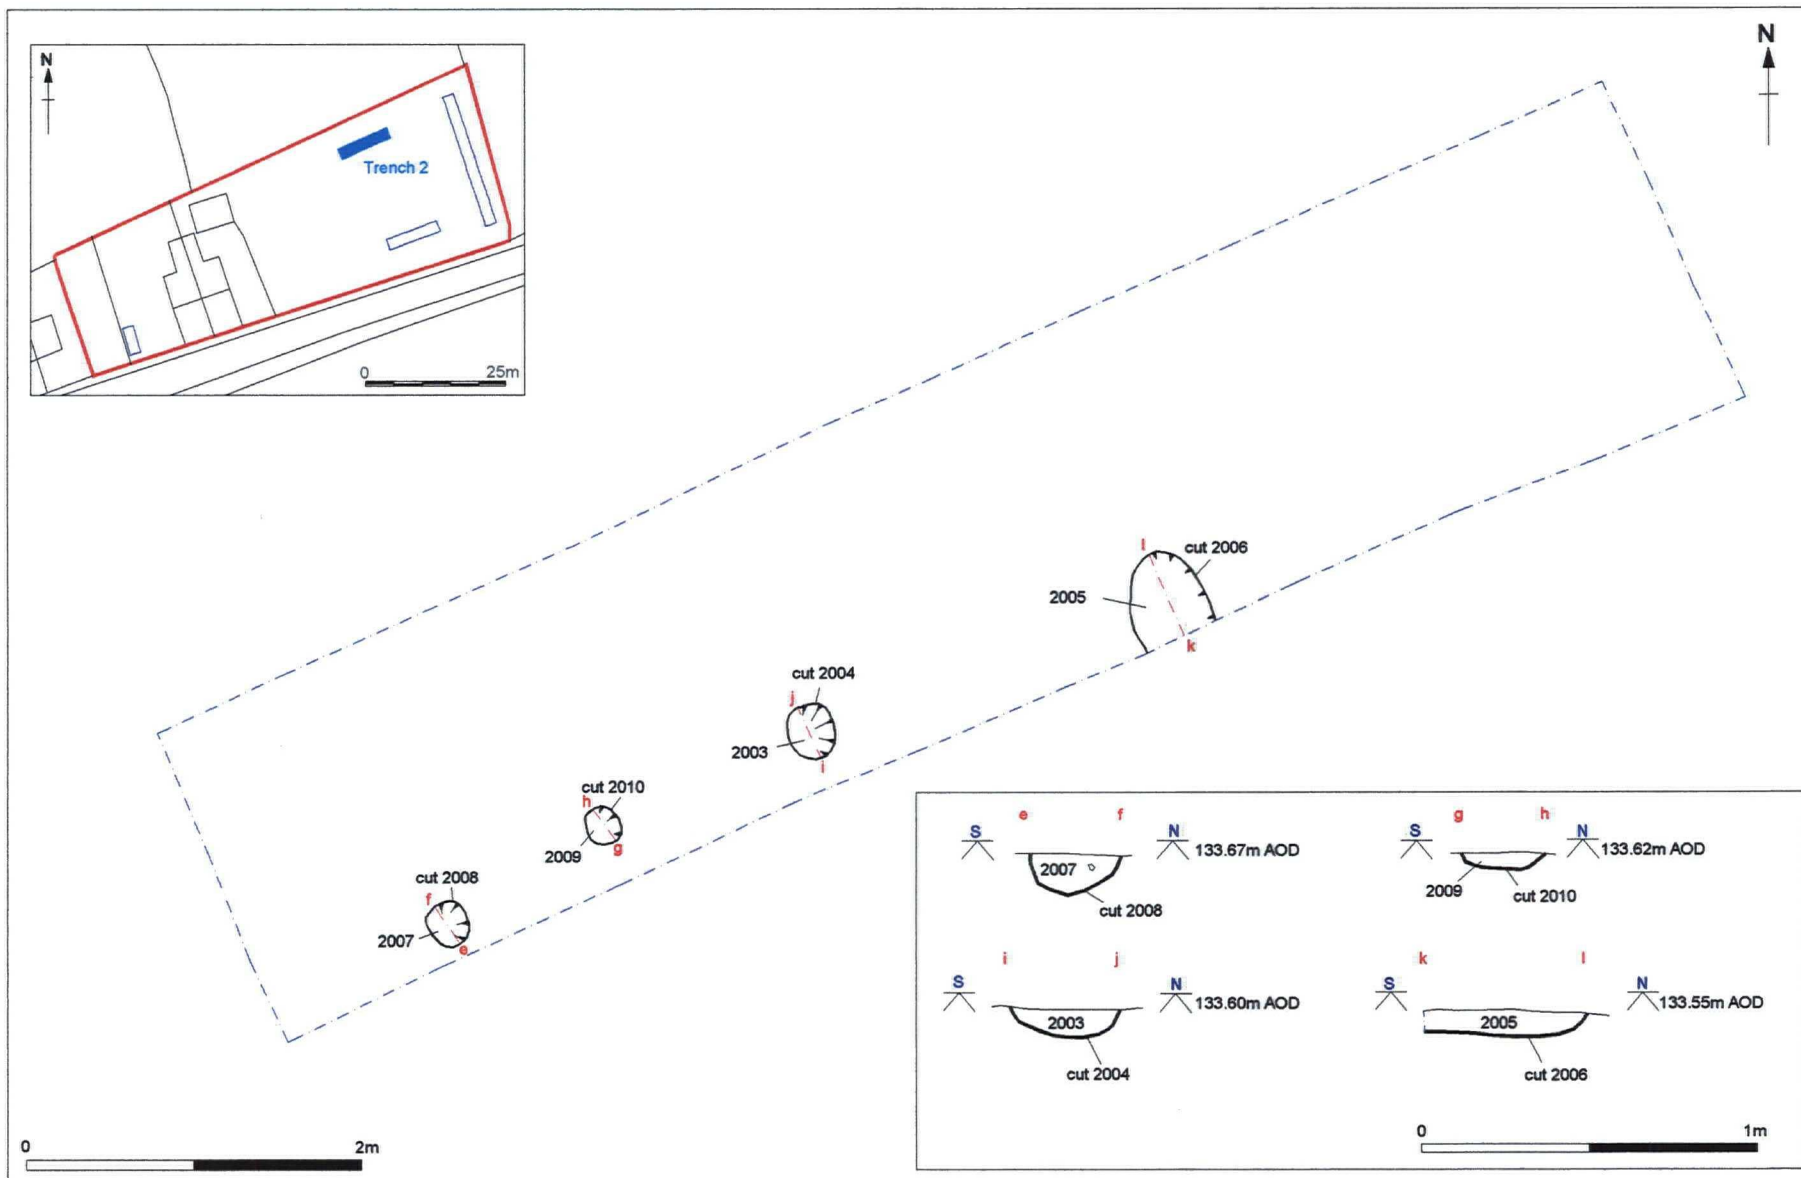 N
Trench 2
0 25m
N
l
cut 2006
2005
k
cut 2004
j
2003
i
cut 2010
h
2009
g
cut 2008
f
2007
e
0 2m
e f
S N 133.67m AOD
2007
cut 2008
g h
S N 133.62m AOD
2009
cut 2010
i j
S N 133.60m AOD
2003
cut 2004
k l
S N 133.55m AOD
2005
cut 2006
0 1m